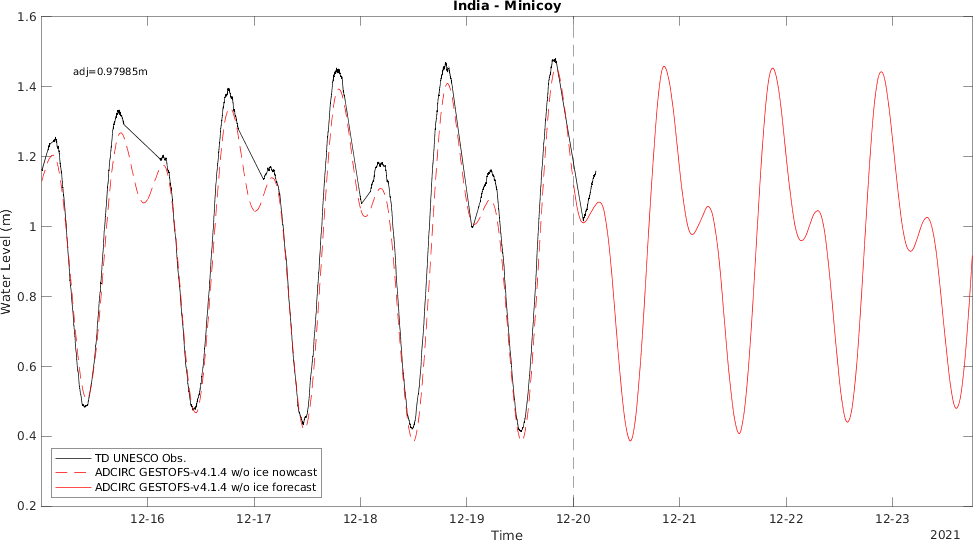 India - Minicoy
adj=0.97985m
1.6
1.4
1.2
1
0.8
0.6
0.4
0.2
Water Level (m)
TD UNESCO Obs.
ADCIRC GESTOFS-v4.1.4 w/o ice nowcast
ADCIRC GESTOFS-v4.1.4 w/o ice forecast
12-16 12-17 12-18 12-19 12-20 12-21 12-22 12-23
Time
2021